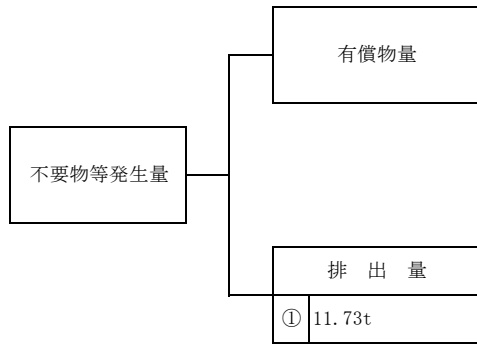 有償物量
不要物等発生量
排 出 量
① 11.73t